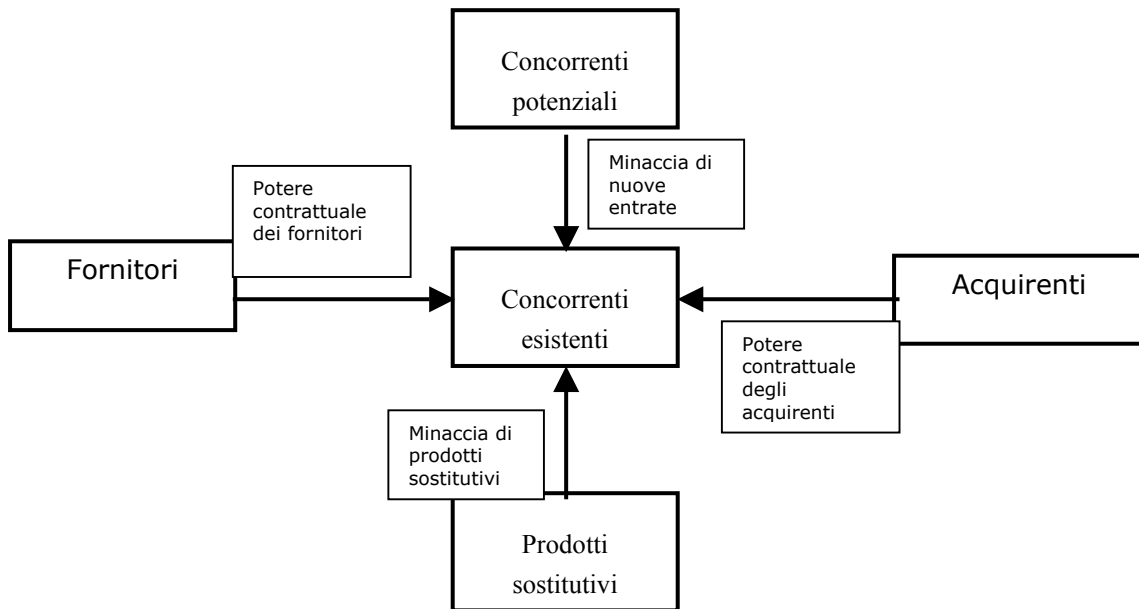 Concorrenti
potenziali
Minaccia di
nuove
entrate
Potere
contrattuale
dei fornitori
Fornitori
Concorrenti
esistenti
Acquirenti
Potere
contrattuale
degli
acquirenti
Minaccia di
prodotti
sostitutivi
Prodotti
sostitutivi